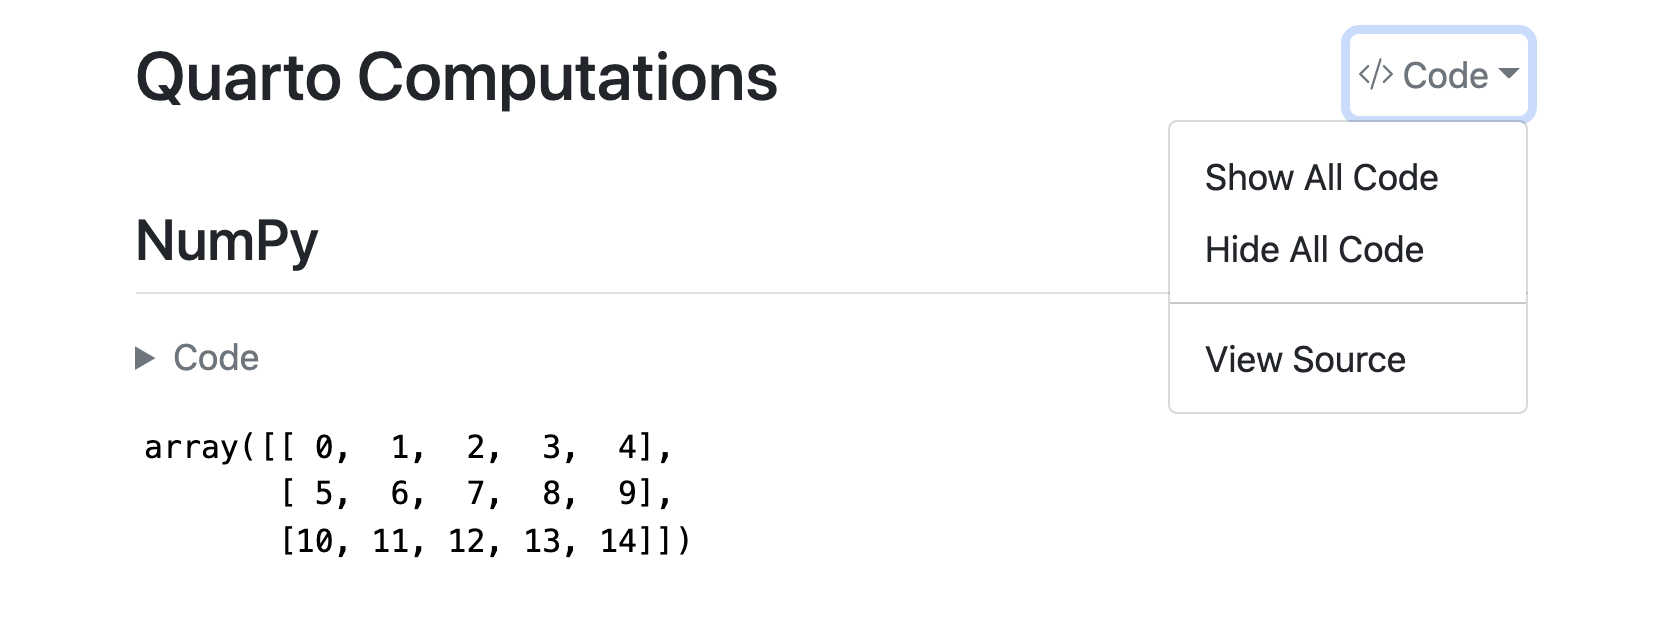 Quarto Computations
</> Code
Show All Code
Hide All Code
View Source
NumPy
Code
array([[ 0,  1,  2,  3,  4],
       [ 5,  6,  7,  8,  9],
       [10, 11, 12, 13, 14]])